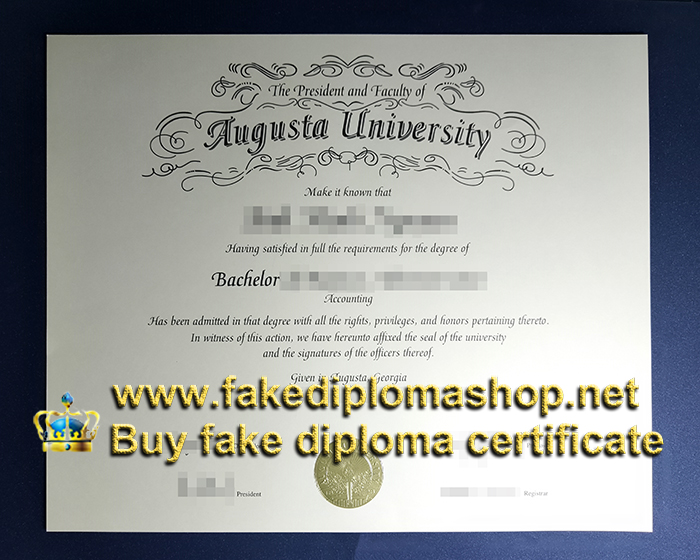 The President and Faculty of
Augusta University
Make it known that
Having satisfied in full the requirements for the degree of
Bachelor
Accounting
Has been admitted in that degree with all the rights, privileges, and honors pertaining thereto.
In witness of this action, we have hereunto affixed the seal of the university
and the signatures of the officers thereof.
Given in Augusta, Georgia
www.fakediplomashop.net
Buy fake diploma certificate
President
Registrar